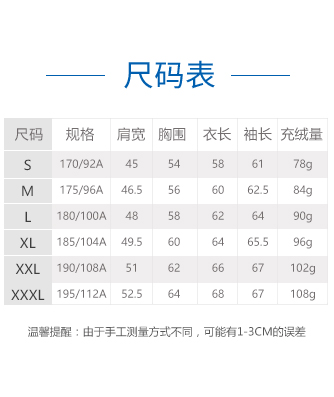 尺码表
尺码 规格 肩宽 胸围 衣长 袖长 充绒量
S 170/92A 45 54 58 61 78g
M 175/96A 46.5 56 60 62.5 84g
L 180/100A 48 58 62 64 90g
XL 185/104A 49.5 60 64 65.5 96g
XXL 190/108A 51 62 66 67 102g
XXXL 195/112A 52.5 64 68 67 108g
温馨提醒：由于手工测量方式不同，可能有1-3CM的误差